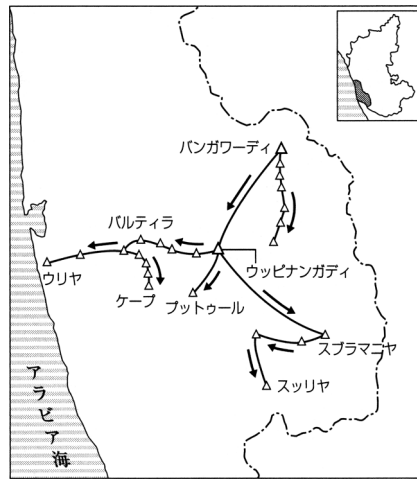 バンガワーディ
バルティラ
ウリヤ
ケープ
プットゥール
ウッピナンガディ
スブラマニヤ
スッリヤ
アラビア海